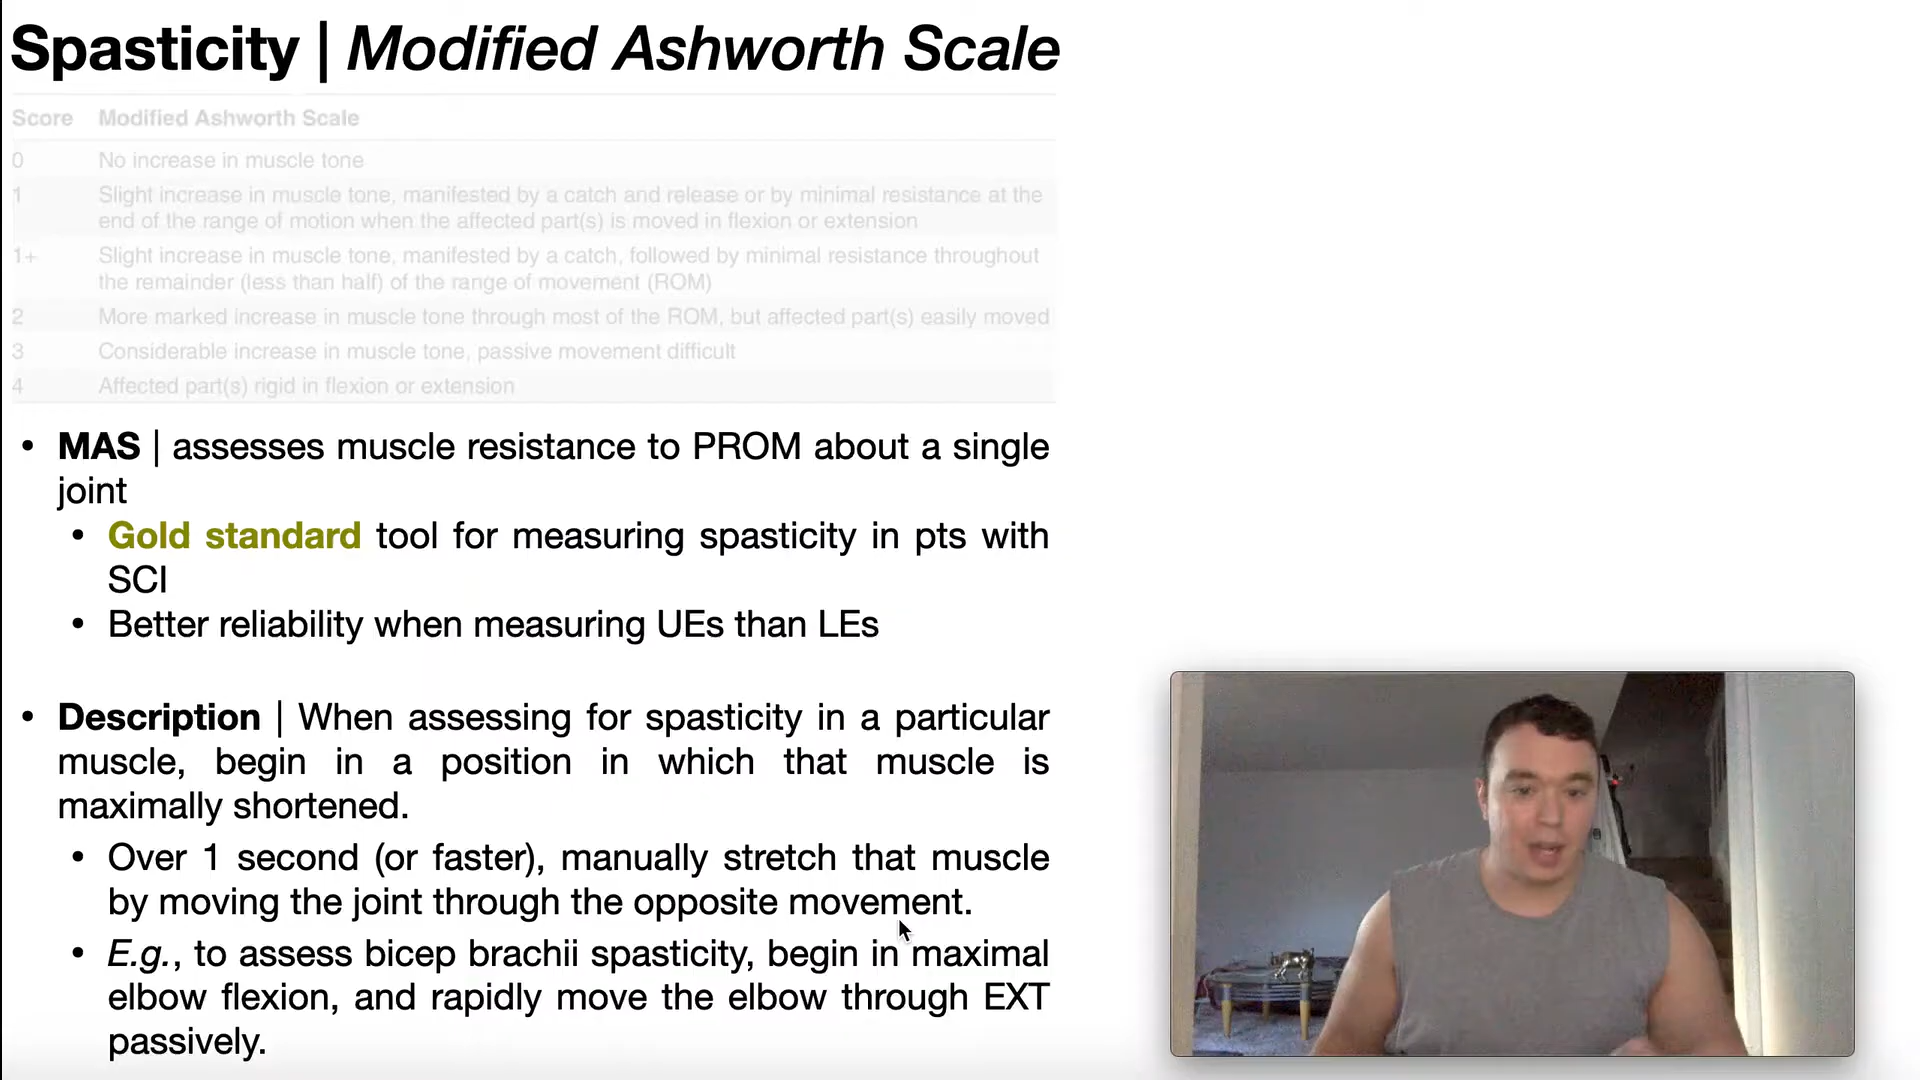 Spasticity | Modified Ashworth Scale
Score Modified Ashworth Scale
0 No increase in muscle tone
1 Slight increase in muscle tone, manifested by a catch and release or by minimal resistance at the
end of the range of motion when the affected part(s) is moved in flexion or extension
1+ Slight increase in muscle tone, manifested by a catch, followed by minimal resistance throughout
the remainder (less than half) of the range of movement (ROM)
2 More marked increase in muscle tone through most of the ROM, but affected part(s) easily moved
3 Considerable increase in muscle tone, passive movement difficult
4 Affected part(s) rigid in flexion or extension
• MAS | assesses muscle resistance to PROM about a single
joint
• Gold standard tool for measuring spasticity in pts with
SCI
• Better reliability when measuring UEs than LEs
• Description | When assessing for spasticity in a particular
muscle, begin in a position in which that muscle is
maximally shortened.
• Over 1 second (or faster), manually stretch that muscle
by moving the joint through the opposite movement.
• E.g., to assess bicep brachii spasticity, begin in maximal
elbow flexion, and rapidly move the elbow through EXT
passively.